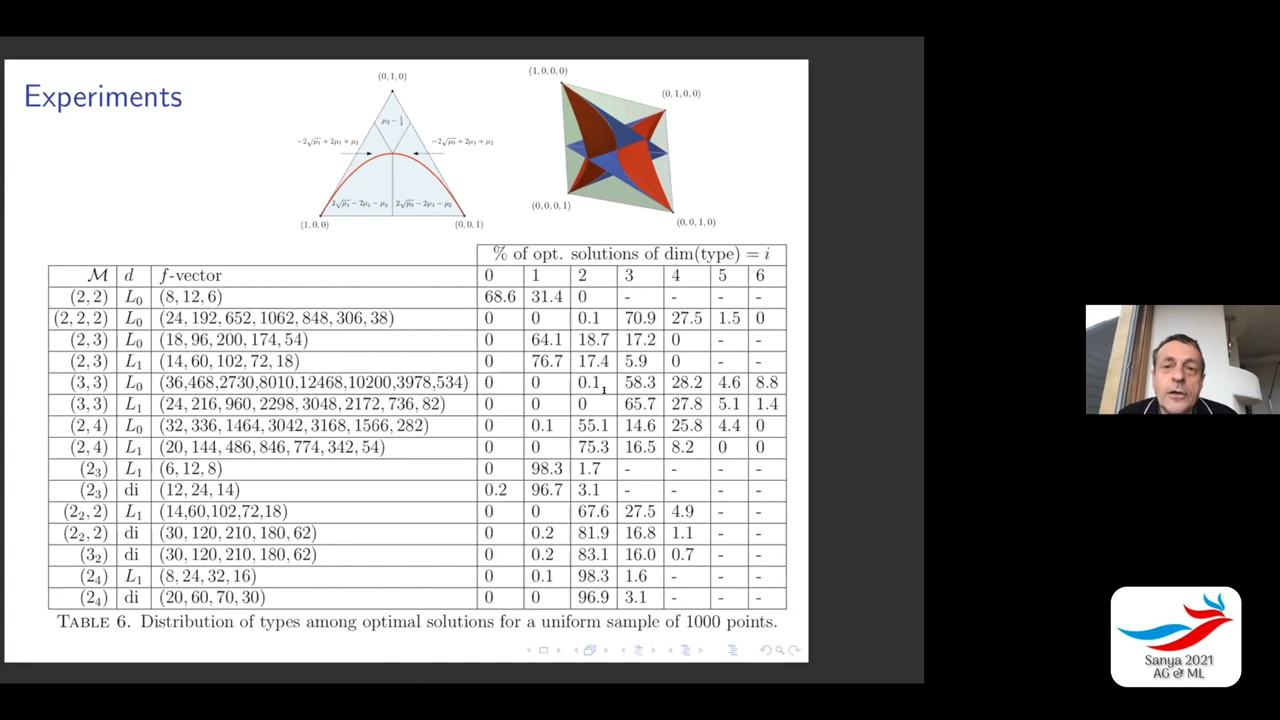 Experiments
(0, 1, 0)
μ₂ − 1/4
−2√μ₁ + 2μ₁ + μ₂
−2√μ₃ + 2μ₃ + μ₂
2√μ₁ − 2μ₁ − μ₂
2√μ₃ − 2μ₃ − μ₂
(1, 0, 0)
(0, 0, 1)
(1, 0, 0, 0)
(0, 1, 0, 0)
(0, 0, 0, 1)
(0, 0, 1, 0)
% of opt. solutions of dim(type) = i
ℳ d f-vector 0 1 2 3 4 5 6
(2, 2) L₀ (8, 12, 6) 68.6 31.4 0 - - - -
(2, 2, 2) L₀ (24, 192, 652, 1062, 848, 306, 38) 0 0 0.1 70.9 27.5 1.5 0
(2, 3) L₀ (18, 96, 200, 174, 54) 0 64.1 18.7 17.2 0 - -
(2, 3) L₁ (14, 60, 102, 72, 18) 0 76.7 17.4 5.9 0 - -
(3, 3) L₀ (36,468,2730,8010,12468,10200,3978,534) 0 0 0.1 58.3 28.2 4.6 8.8
(3, 3) L₁ (24, 216, 960, 2298, 3048, 2172, 736, 82) 0 0 0 65.7 27.8 5.1 1.4
(2, 4) L₀ (32, 336, 1464, 3042, 3168, 1566, 282) 0 0.1 55.1 14.6 25.8 4.4 0
(2, 4) L₁ (20, 144, 486, 846, 774, 342, 54) 0 0 75.3 16.5 8.2 0 0
(2₃) L₁ (6, 12, 8) 0 98.3 1.7 - - - -
(2₃) di (12, 24, 14) 0.2 96.7 3.1 - - - -
(2₂, 2) L₁ (14,60,102,72,18) 0 0 67.6 27.5 4.9 - -
(2₂, 2) di (30, 120, 210, 180, 62) 0 0.2 81.9 16.8 1.1 - -
(3₂) di (30, 120, 210, 180, 62) 0 0.2 83.1 16.0 0.7 - -
(2₄) L₁ (8, 24, 32, 16) 0 0.1 98.3 1.6 - - -
(2₄) di (20, 60, 70, 30) 0 0 96.9 3.1 - - -
TABLE 6. Distribution of types among optimal solutions for a uniform sample of 1000 points.
Sanya 2021
AG & ML